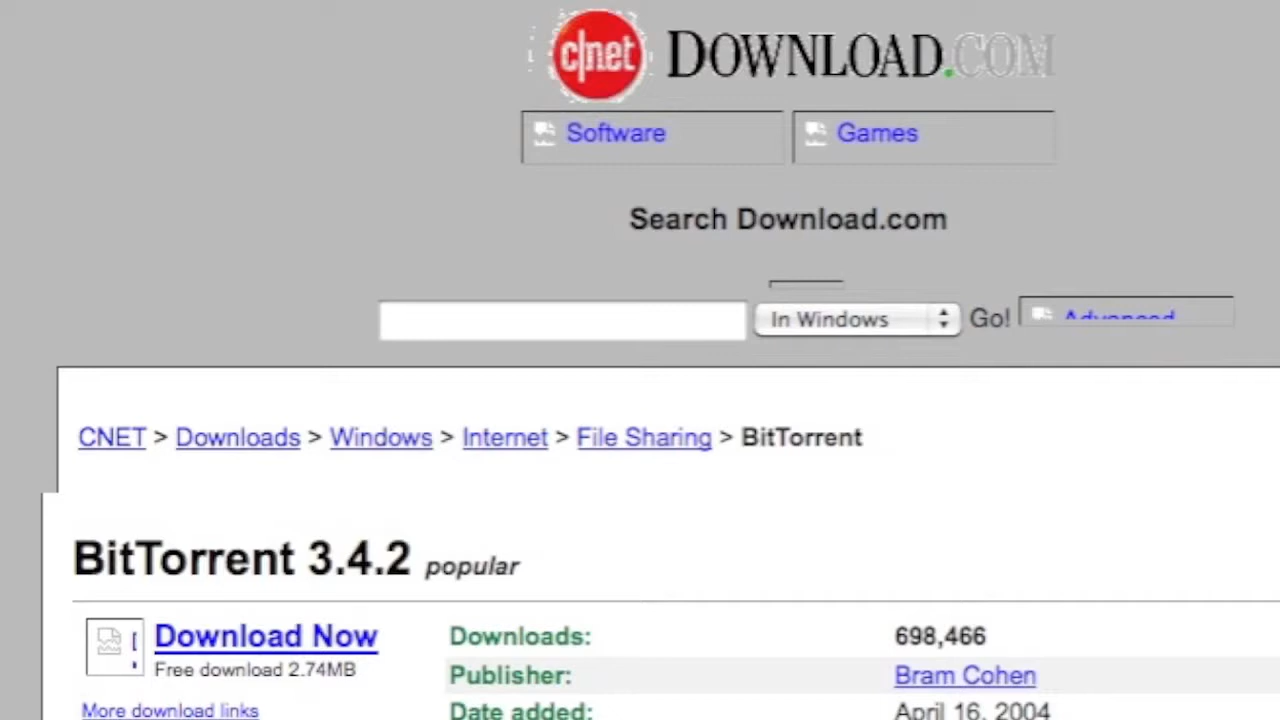 c|net DOWNLOAD.COM
Software Games
Search Download.com
In Windows Go! Advanced
CNET > Downloads > Windows > Internet > File Sharing > BitTorrent
BitTorrent 3.4.2 popular
Download Now Downloads: 698,466
Free download 2.74MB Publisher: Bram Cohen
More download links Date added: April 16, 2004